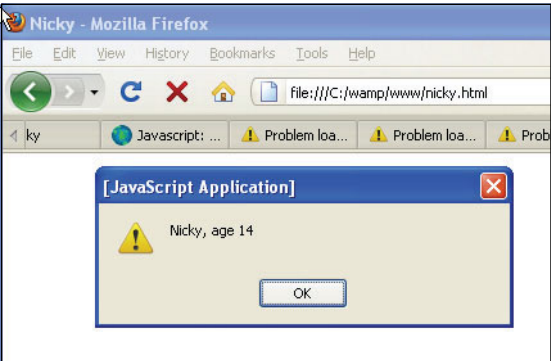 Nicky - Mozilla Firefox
File Edit View History Bookmarks Tools Help
file:///C:/wamp/www/nicky.html
ky Javascript: ... Problem loa... Problem loa... Prob
[JavaScript Application]
Nicky, age 14
OK